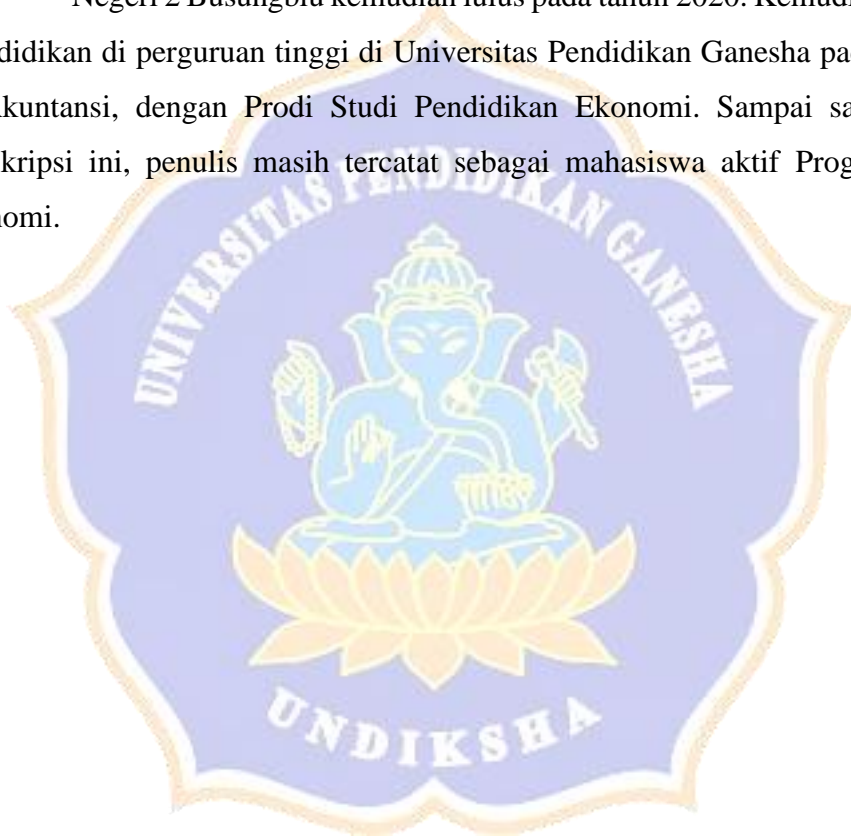 Negeri 2 Busungbiu kemudian lulus pada tahun 2020. Kemudi
didikan di perguruan tinggi di Universitas Pendidikan Ganesha pad
kuntansi, dengan Prodi Studi Pendidikan Ekonomi. Sampai sa
kripsi ini, penulis masih tercatat sebagai mahasiswa aktif Prog
nomi.
UNIVERSITAS PENDIDIKAN GANESHA
UNDIKSHA